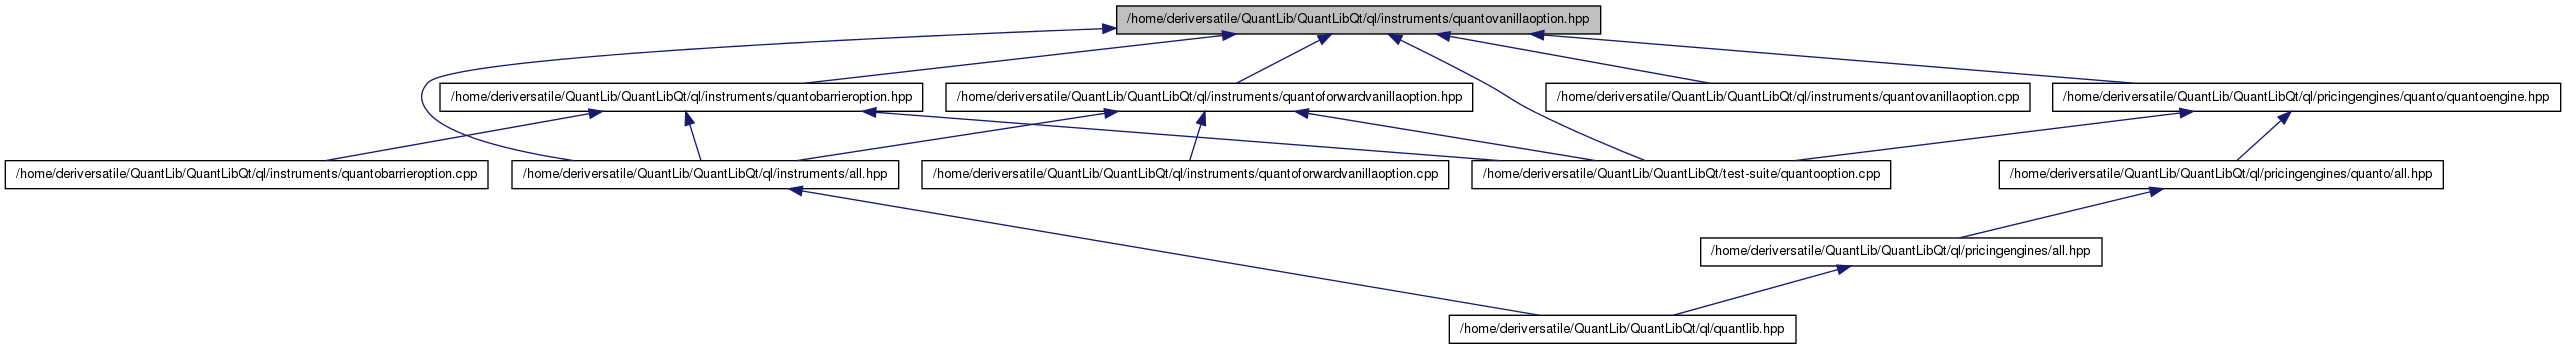 /home/deriversatile/QuantLib/QuantLibQt/ql/instruments/quantovanillaoption.hpp
/home/deriversatile/QuantLib/QuantLibQt/ql/instruments/quantobarrieroption.hpp
/home/deriversatile/QuantLib/QuantLibQt/ql/instruments/quantoforwardvanillaoption.hpp
/home/deriversatile/QuantLib/QuantLibQt/ql/instruments/quantovanillaoption.cpp
/home/deriversatile/QuantLib/QuantLibQt/ql/pricingengines/quanto/quantoengine.hpp
/home/deriversatile/QuantLib/QuantLibQt/ql/instruments/quantobarrieroption.cpp
/home/deriversatile/QuantLib/QuantLibQt/ql/instruments/all.hpp
/home/deriversatile/QuantLib/QuantLibQt/ql/instruments/quantoforwardvanillaoption.cpp
/home/deriversatile/QuantLib/QuantLibQt/test-suite/quantooption.cpp
/home/deriversatile/QuantLib/QuantLibQt/ql/pricingengines/quanto/all.hpp
/home/deriversatile/QuantLib/QuantLibQt/ql/pricingengines/all.hpp
/home/deriversatile/QuantLib/QuantLibQt/ql/quantlib.hpp